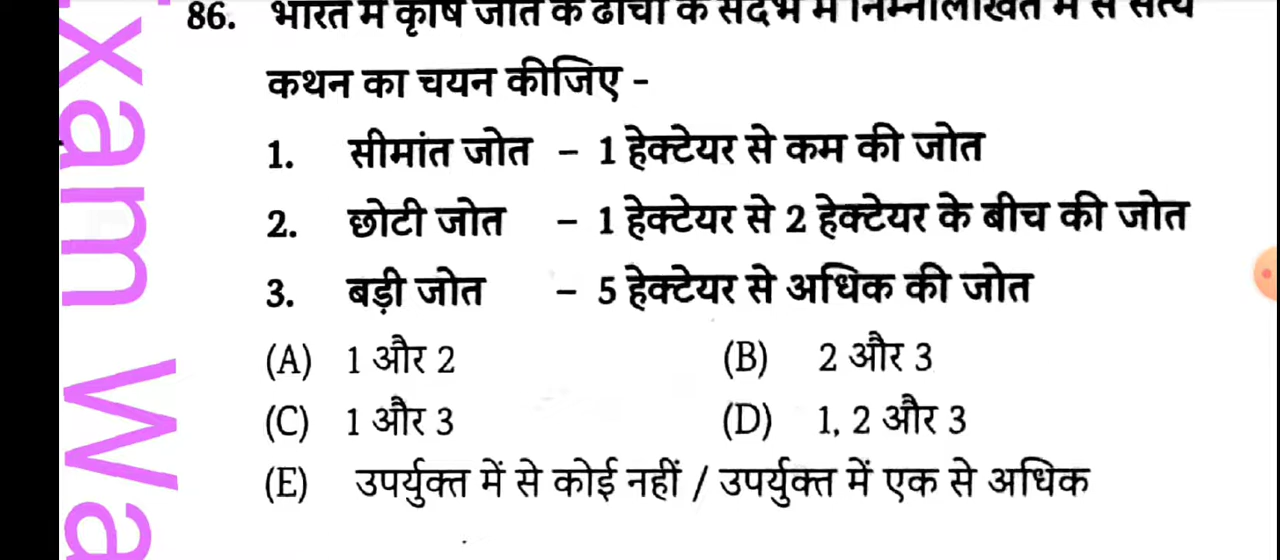 86. भारत में कृषि जोत के ढांचों के संदर्भ में निम्नलिखित में से सत्य
कथन का चयन कीजिए -
1. सीमांत जोत - 1 हेक्टेयर से कम की जोत
2. छोटी जोत - 1 हेक्टेयर से 2 हेक्टेयर के बीच की जोत
3. बड़ी जोत - 5 हेक्टेयर से अधिक की जोत
(A) 1 और 2 (B) 2 और 3
(C) 1 और 3 (D) 1, 2 और 3
(E) उपर्युक्त में से कोई नहीं / उपर्युक्त में एक से अधिक
xam Wa